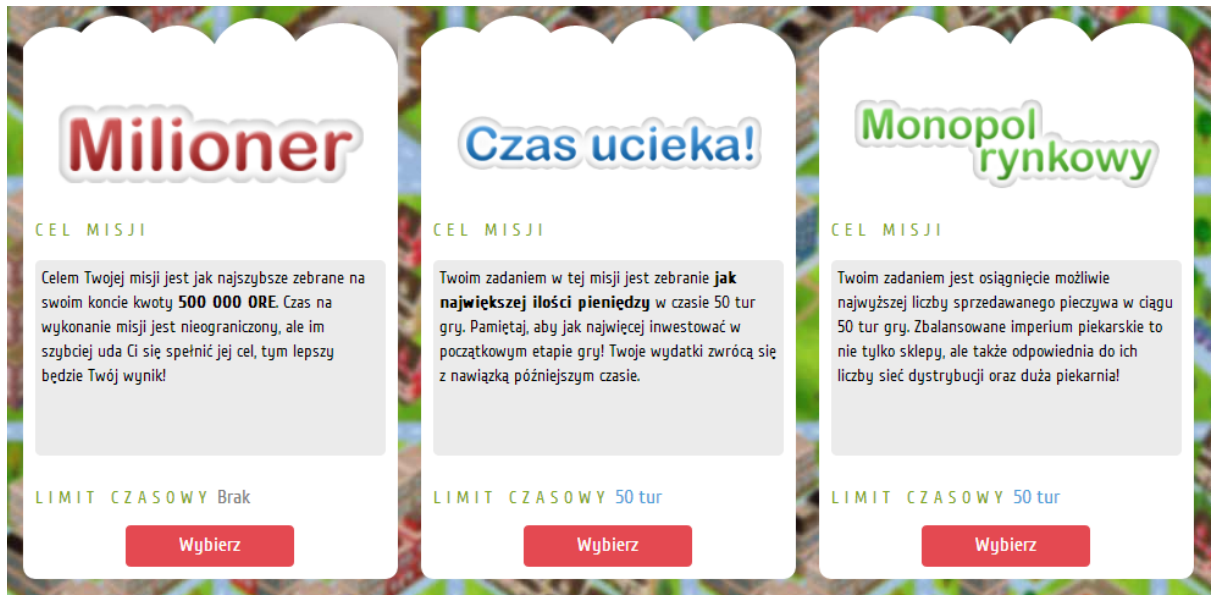 Milioner
CEL MISJI
Celem Twojej misji jest jak najszybsze zebrane na
swoim koncie kwoty 500 000 ORE. Czas na
wykonanie misji jest nieograniczony, ale im
szybciej uda Ci się spełnić jej cel, tym lepszy
będzie Twój wynik!
LIMIT CZASOWY Brak
Wybierz
Czas ucieka!
CEL MISJI
Twoim zadaniem w tej misji jest zebranie jak
największej ilości pieniędzy w czasie 50 tur
gry. Pamiętaj, aby jak najwięcej inwestować w
początkowym etapie gry! Twoje wydatki zwrócą się
z nawiązką późniejszym czasie.
LIMIT CZASOWY 50 tur
Wybierz
Monopol
rynkowy
CEL MISJI
Twoim zadaniem jest osiągnięcie możliwie
najwyższej liczby sprzedawanego pieczywa w ciągu
50 tur gry. Zbalansowane imperium piekarskie to
nie tylko sklepy, ale także odpowiednia do ich
liczby sieć dystrybucji oraz duża piekarnia!
LIMIT CZASOWY 50 tur
Wybierz